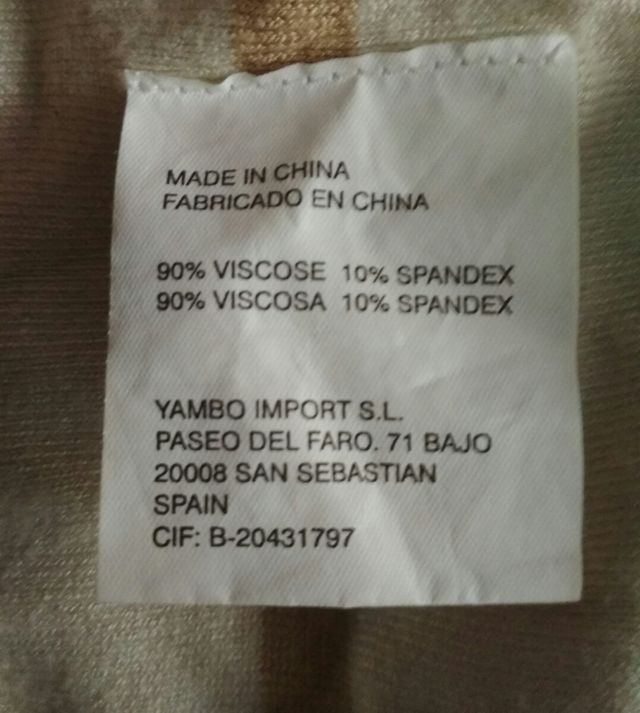 MADE IN CHINA
FABRICADO EN CHINA
90% VISCOSE 10% SPANDEX
90% VISCOSA 10% SPANDEX
YAMBO IMPORT S.L.
PASEO DEL FARO. 71 BAJO
20008 SAN SEBASTIAN
SPAIN
CIF: B-20431797